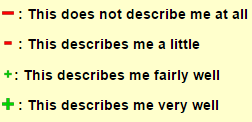 - : This does not describe me at all
- : This describes me a little
+: This describes me fairly well
+ : This describes me very well